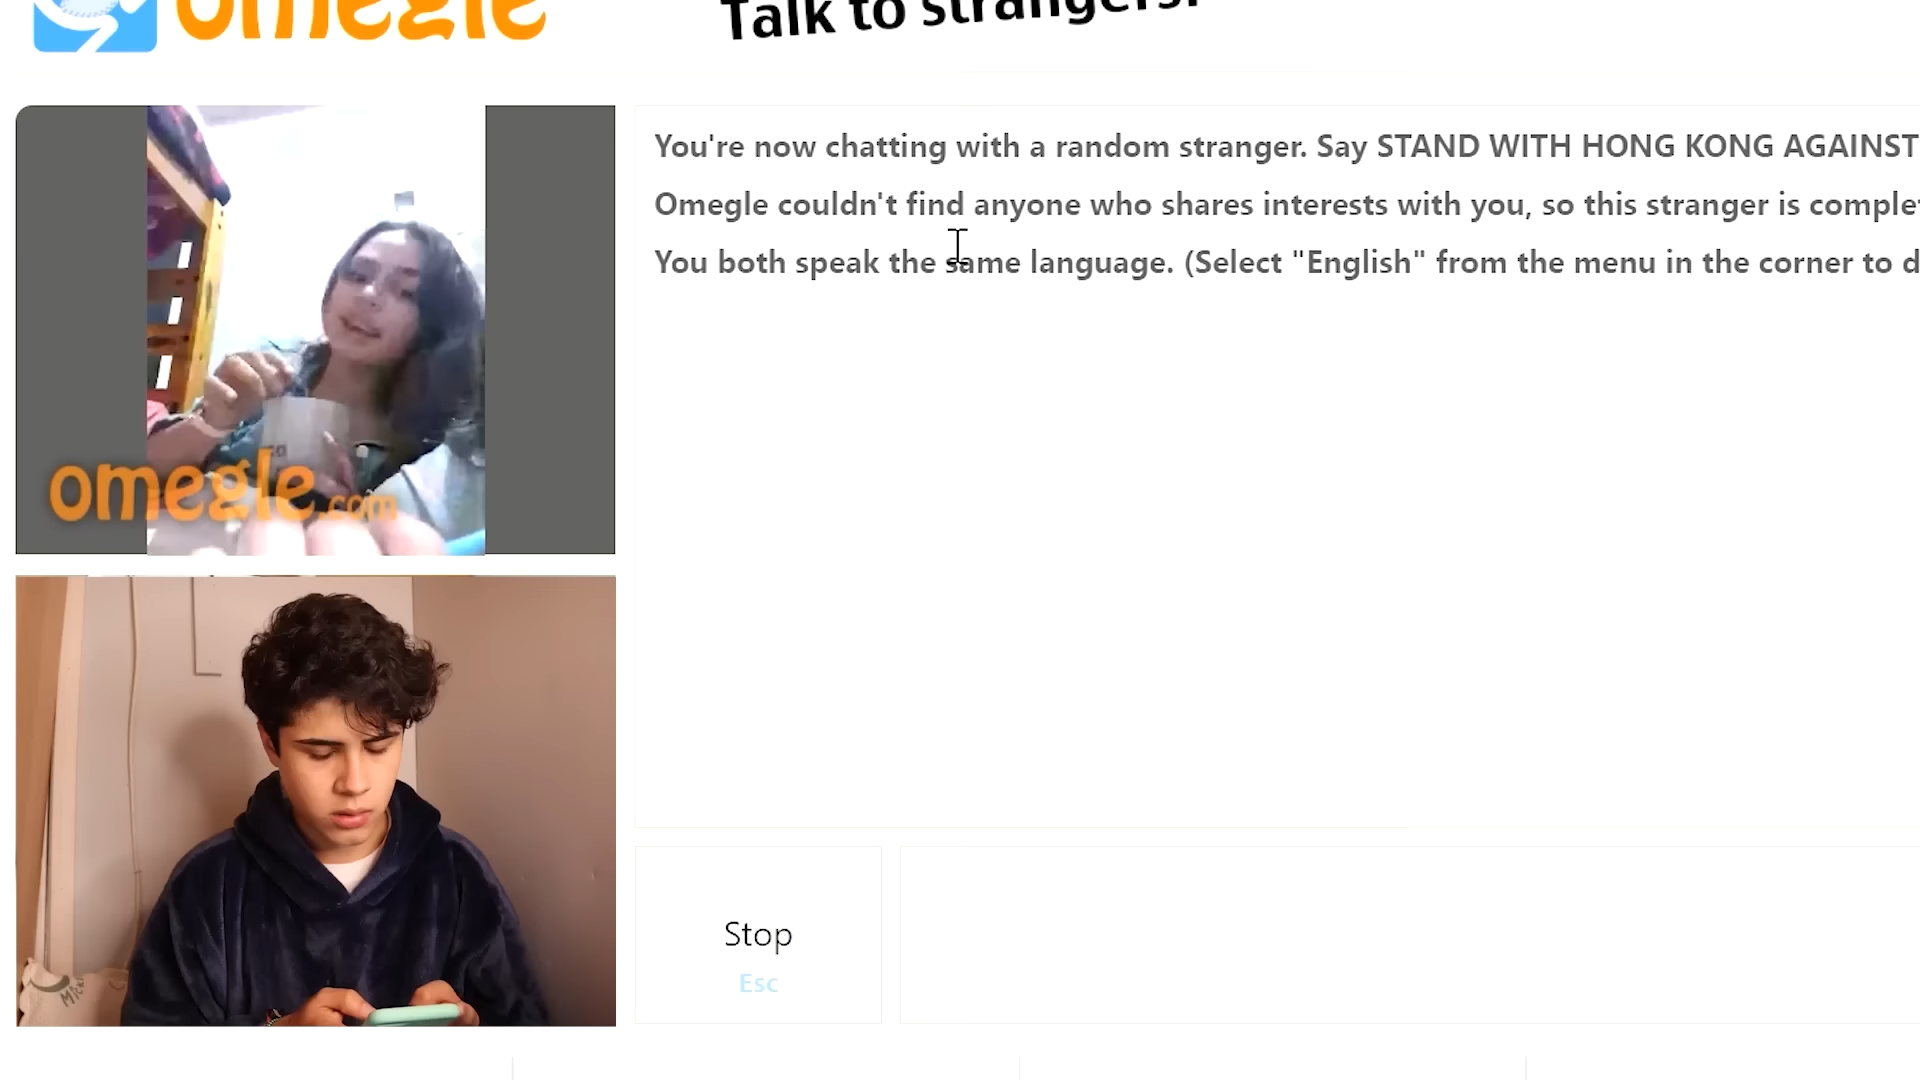 omegle
Talk to strangers!
You're now chatting with a random stranger. Say STAND WITH HONG KONG AGAINST
Omegle couldn't find anyone who shares interests with you, so this stranger is comple
You both speak the same language. (Select "English" from the menu in the corner to d
omegle.com
Stop
Esc